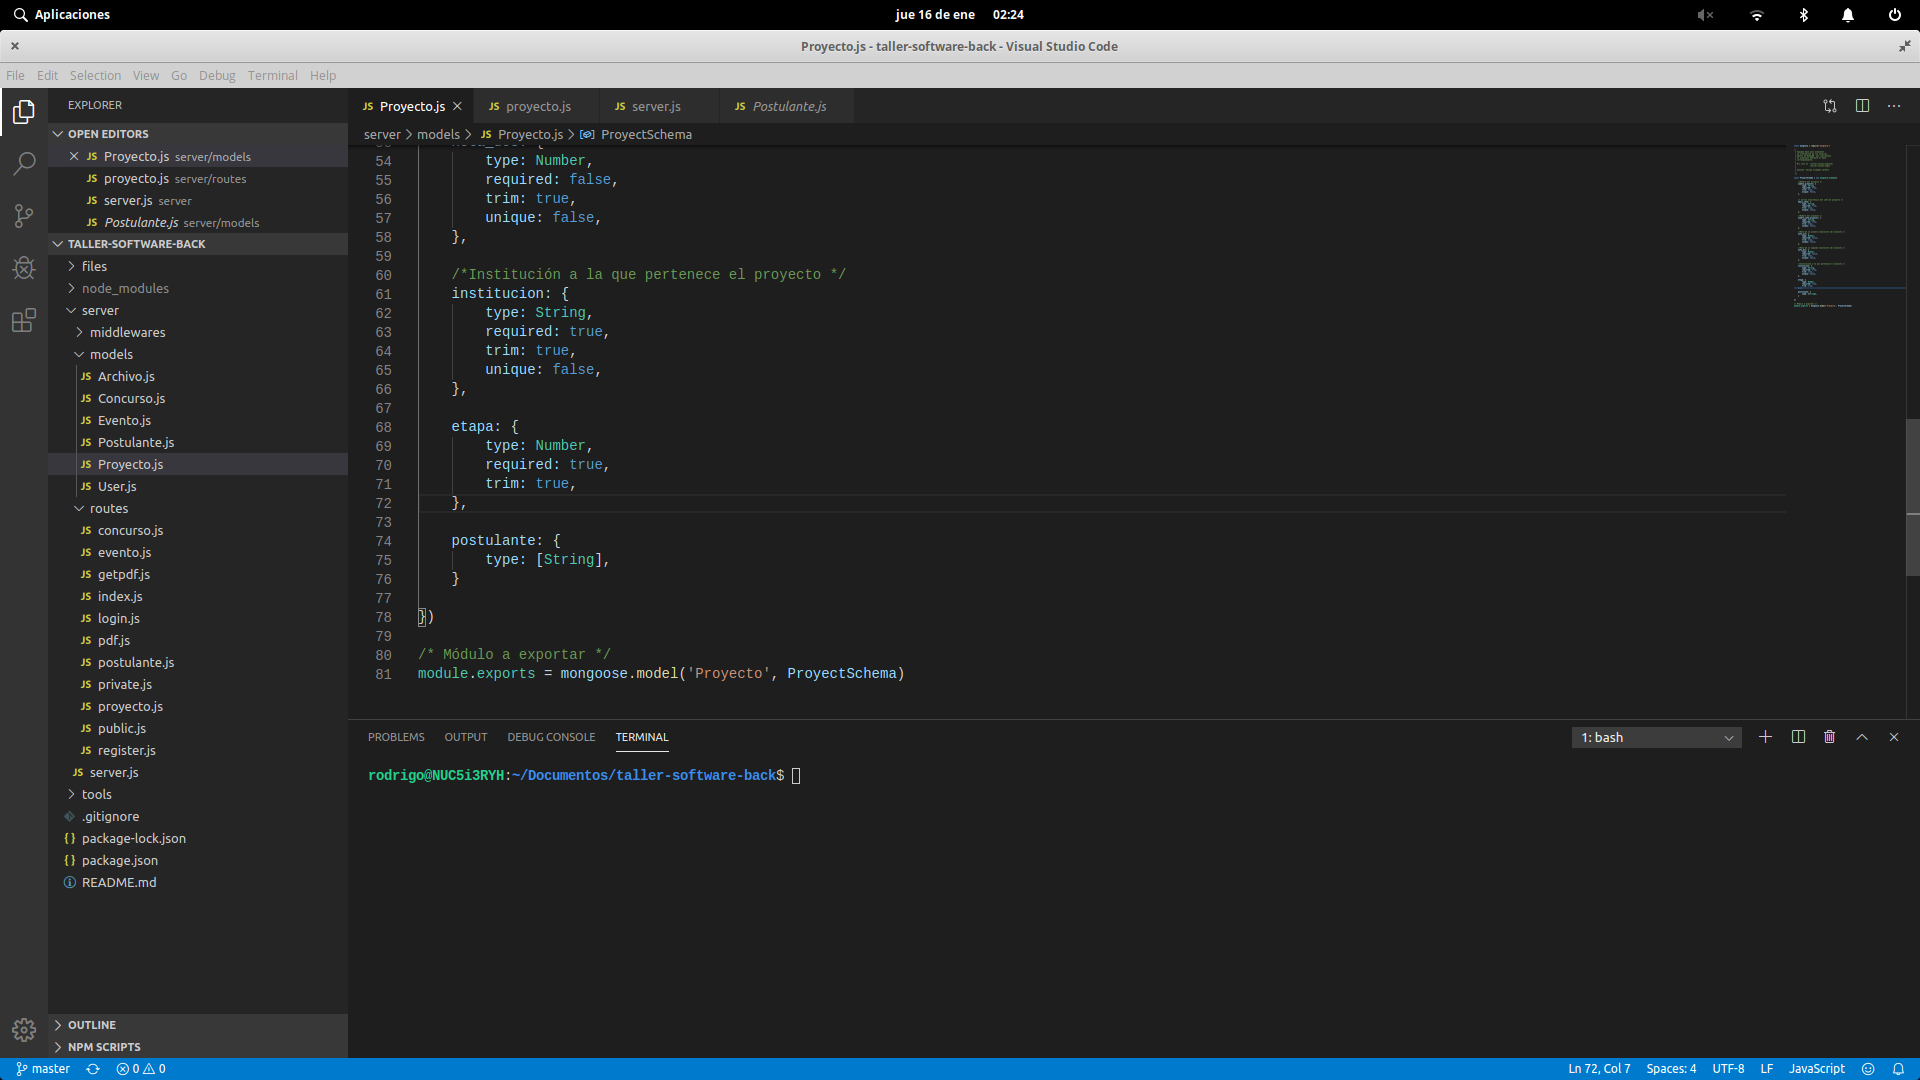 Aplicaciones
jue 16 de ene 02:24
Proyecto.js - taller-software-back - Visual Studio Code
File Edit Selection View Go Debug Terminal Help
EXPLORER
OPEN EDITORS
JS Proyecto.js server/models
JS proyecto.js server/routes
JS server.js server
JS Postulante.js server/models
TALLER-SOFTWARE-BACK
files
node_modules
server
middlewares
models
JS Archivo.js
JS Concurso.js
JS Evento.js
JS Postulante.js
JS Proyecto.js
JS User.js
routes
JS concurso.js
JS evento.js
JS getpdf.js
JS index.js
JS login.js
JS pdf.js
JS postulante.js
JS private.js
JS proyecto.js
JS public.js
JS register.js
JS server.js
tools
.gitignore
{} package-lock.json
{} package.json
README.md
OUTLINE
NPM SCRIPTS
JS Proyecto.js JS proyecto.js JS server.js JS Postulante.js
server > models > JS Proyecto.js > ProyectSchema
54 type: Number,
55 required: false,
56 trim: true,
57 unique: false,
58 },
59
60 /*Institución a la que pertenece el proyecto */
61 institucion: {
62 type: String,
63 required: true,
64 trim: true,
65 unique: false,
66 },
67
68 etapa: {
69 type: Number,
70 required: true,
71 trim: true,
72 },
73
74 postulante: {
75 type: [String],
76 }
77
78 })
79
80 /* Módulo a exportar */
81 module.exports = mongoose.model('Proyecto', ProyectSchema)
PROBLEMS OUTPUT DEBUG CONSOLE TERMINAL
1: bash
rodrigo@NUC5i3RYH:~/Documentos/taller-software-back$
master 0 0
Ln 72, Col 7 Spaces: 4 UTF-8 LF JavaScript